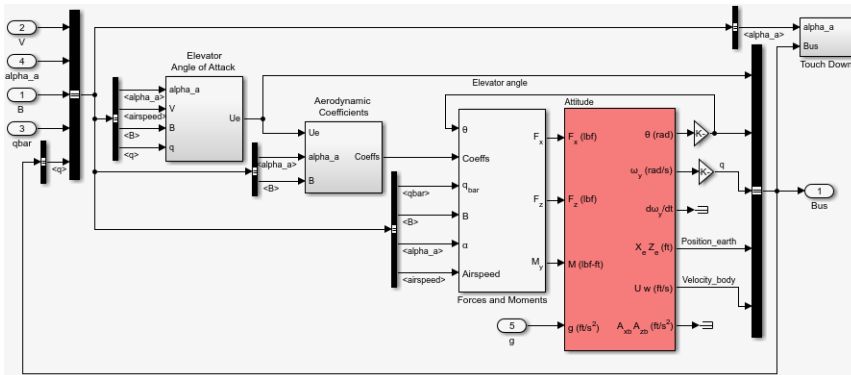 2
V
4
alpha_a
1
B
3
qbar
<q>
Elevator
Angle of Attack
alpha_a
V
B
q
Ue
<alpha_a>
<airspeed>
<B>
<q>
Aerodynamic
Coefficients
Ue
alpha_a
B
Coeffs
<alpha_a>
<B>
<qbar>
<B>
<alpha_a>
<airspeed>
θ
Coeffs
q_bar
B
α
Airspeed
F_x
F_z
M_y
Forces and Moments
5
g
Elevator angle
Attitude
F_x (lbf)
F_z (lbf)
M (lbf-ft)
g (ft/s²)
θ (rad)
ω_y (rad/s)
dω_y/dt
X_e Z_e (ft)
U w (ft/s)
A_xb A_zb (ft/s²)
K-
K-
q
Position_earth
Velocity_body
<alpha_a>
alpha_a
Bus
Touch Down
1
Bus